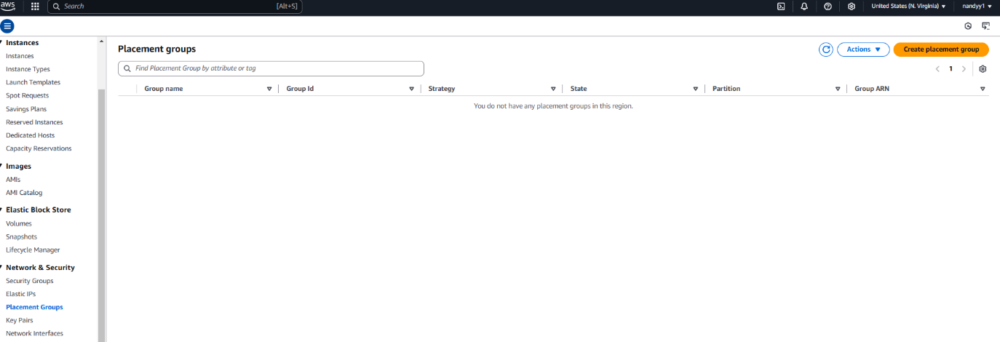 aws Search [Alt+S] United States (N. Virginia) nandyy1
Instances
Instances
Instance Types
Launch Templates
Spot Requests
Savings Plans
Reserved Instances
Dedicated Hosts
Capacity Reservations
Images
AMIs
AMI Catalog
Elastic Block Store
Volumes
Snapshots
Lifecycle Manager
Network & Security
Security Groups
Elastic IPs
Placement Groups
Key Pairs
Network Interfaces
Placement groups
Actions Create placement group
Find Placement Group by attribute or tag
1
Group name Group Id Strategy State Partition Group ARN
You do not have any placement groups in this region.